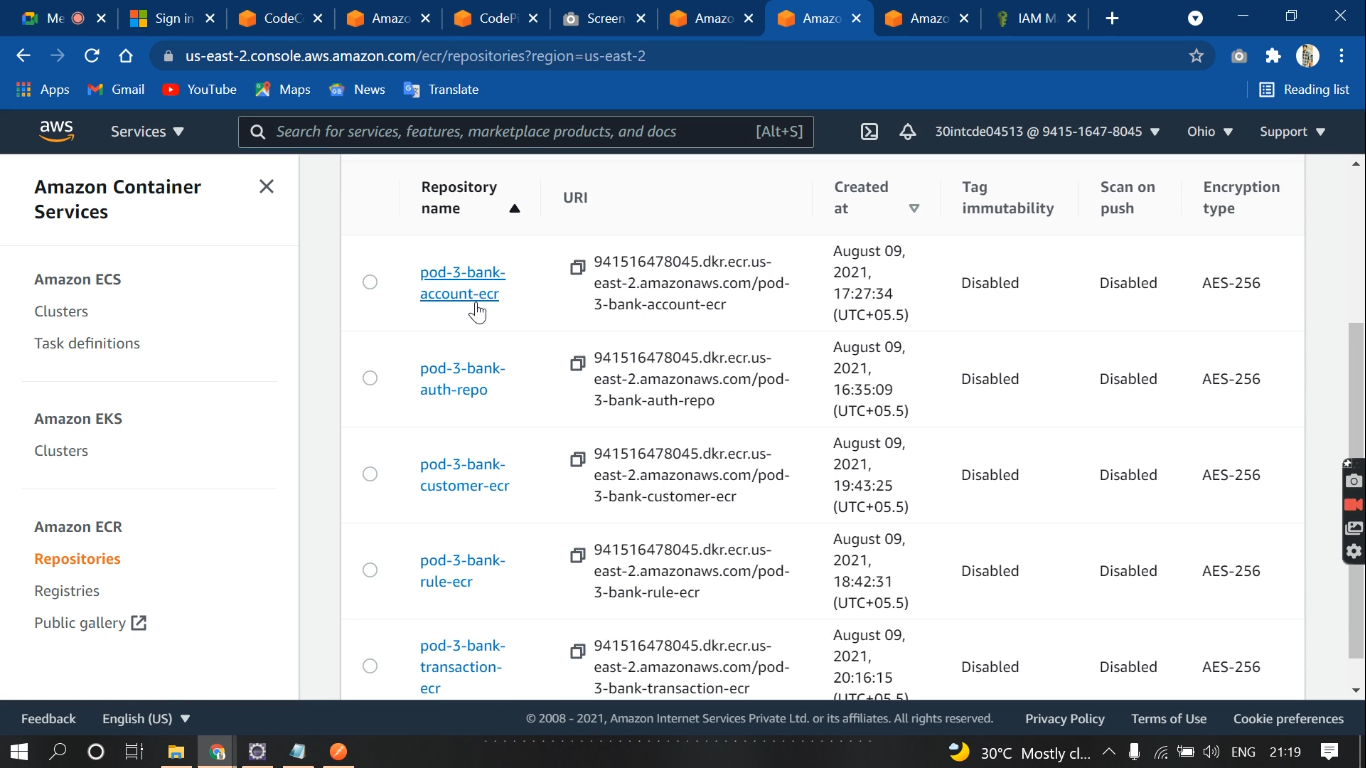 Me
Sign in
CodeC
Amazo
CodePi
Screen
Amazo
Amazo
Amazo
IAM M
us-east-2.console.aws.amazon.com/ecr/repositories?region=us-east-2
Apps
Gmail
YouTube
Maps
News
Translate
Reading list
aws
Services
Search for services, features, marketplace products, and docs
[Alt+S]
30intcde04513 @ 9415-1647-8045
Ohio
Support
Amazon Container
Services
Amazon ECS
Clusters
Task definitions
Amazon EKS
Clusters
Amazon ECR
Repositories
Registries
Public gallery
Repository
name
URI
Created
at
Tag
immutability
Scan on
push
Encryption
type
pod-3-bank-
account-ecr
941516478045.dkr.ecr.us-
east-2.amazonaws.com/pod-
3-bank-account-ecr
August 09,
2021,
17:27:34
(UTC+05.5)
Disabled
Disabled
AES-256
pod-3-bank-
auth-repo
941516478045.dkr.ecr.us-
east-2.amazonaws.com/pod-
3-bank-auth-repo
August 09,
2021,
16:35:09
(UTC+05.5)
Disabled
Disabled
AES-256
pod-3-bank-
customer-ecr
941516478045.dkr.ecr.us-
east-2.amazonaws.com/pod-
3-bank-customer-ecr
August 09,
2021,
19:43:25
(UTC+05.5)
Disabled
Disabled
AES-256
pod-3-bank-
rule-ecr
941516478045.dkr.ecr.us-
east-2.amazonaws.com/pod-
3-bank-rule-ecr
August 09,
2021,
18:42:31
(UTC+05.5)
Disabled
Disabled
AES-256
pod-3-bank-
transaction-
ecr
941516478045.dkr.ecr.us-
east-2.amazonaws.com/pod-
3-bank-transaction-ecr
August 09,
2021,
20:16:15
(UTC+05.5)
Disabled
Disabled
AES-256
Feedback
English (US)
© 2008 - 2021, Amazon Internet Services Private Ltd. or its affiliates. All rights reserved.
Privacy Policy
Terms of Use
Cookie preferences
30°C Mostly cl...
ENG
21:19